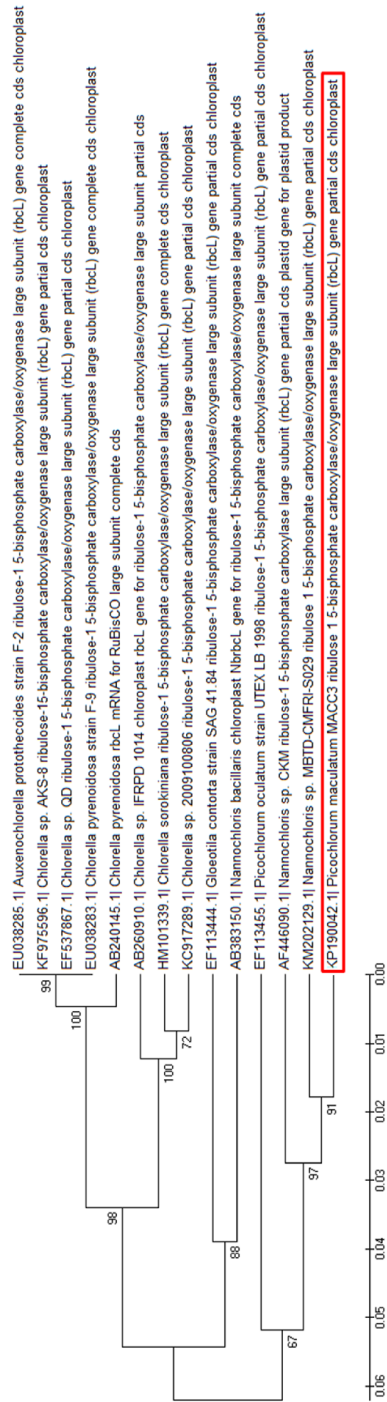 EU038285.1| Auxenochlorella protothecoides strain F-2 ribulose-1 5-bisphosphate carboxylase/oxygenase large subunit (rbcL) gene complete cds chloroplast
KF975596.1| Chlorella sp. AKS-8 ribulose-15-bisphosphate carboxylase/oxygenase large subunit (rbcL) gene partial cds chloroplast
EF537867.1| Chlorella sp. QD ribulose-1 5-bisphosphate carboxylase/oxygenase large subunit (rbcL) gene partial cds chloroplast
EU038283.1| Chlorella pyrenoidosa strain F-9 ribulose-1 5-bisphosphate carboxylase/oxygenase large subunit (rbcL) gene complete cds chloroplast
AB240145.1| Chlorella pyrenoidosa rbcL mRNA for RuBisCO large subunit complete cds
AB260910.1| Chlorella sp. IFRPD 1014 chloroplast rbcL gene for ribulose-1 5-bisphosphate carboxylase/oxygenase large subunit partial cds
HM101339.1| Chlorella sorokiniana ribulose-1 5-bisphosphate carboxylase/oxygenase large subunit (rbcL) gene complete cds chloroplast
KC917289.1| Chlorella sp. 2009100806 ribulose-1 5-bisphosphate carboxylase/oxygenase large subunit (rbcL) gene partial cds chloroplast
EF113444.1| Gloeotila contorta strain SAG 41.84 ribulose-1 5-bisphosphate carboxylase/oxygenase large subunit (rbcL) gene partial cds chloroplast
AB383150.1| Nannochloris bacillaris chloroplast NbrbcL gene for ribulose-1 5-bisphosphate carboxylase/oxygenase large subunit complete cds
EF113455.1| Picochlorum oculatum strain UTEX LB 1998 ribulose-1 5-bisphosphate carboxylase/oxygenase large subunit (rbcL) gene partial cds chloroplast
AF446090.1| Nannochloris sp. CKM ribulose-1 5-bisphosphate carboxylase large subunit (rbcL) gene partial cds plastid gene for plastid product
KM202129.1| Nannochloris sp. MBTD-CMFRI-S029 ribulose 1 5-bisphosphate carboxylase/oxygenase large subunit (rbcL) gene partial cds chloroplast
KP190042.1| Picochlorum maculatum MACC3 ribulose 1 5-bisphosphate carboxylase/oxygenase large subunit (rbcL) gene partial cds chloroplast
99
100
100
72
98
88
91
97
67
0.06
0.05
0.04
0.03
0.02
0.01
0.00